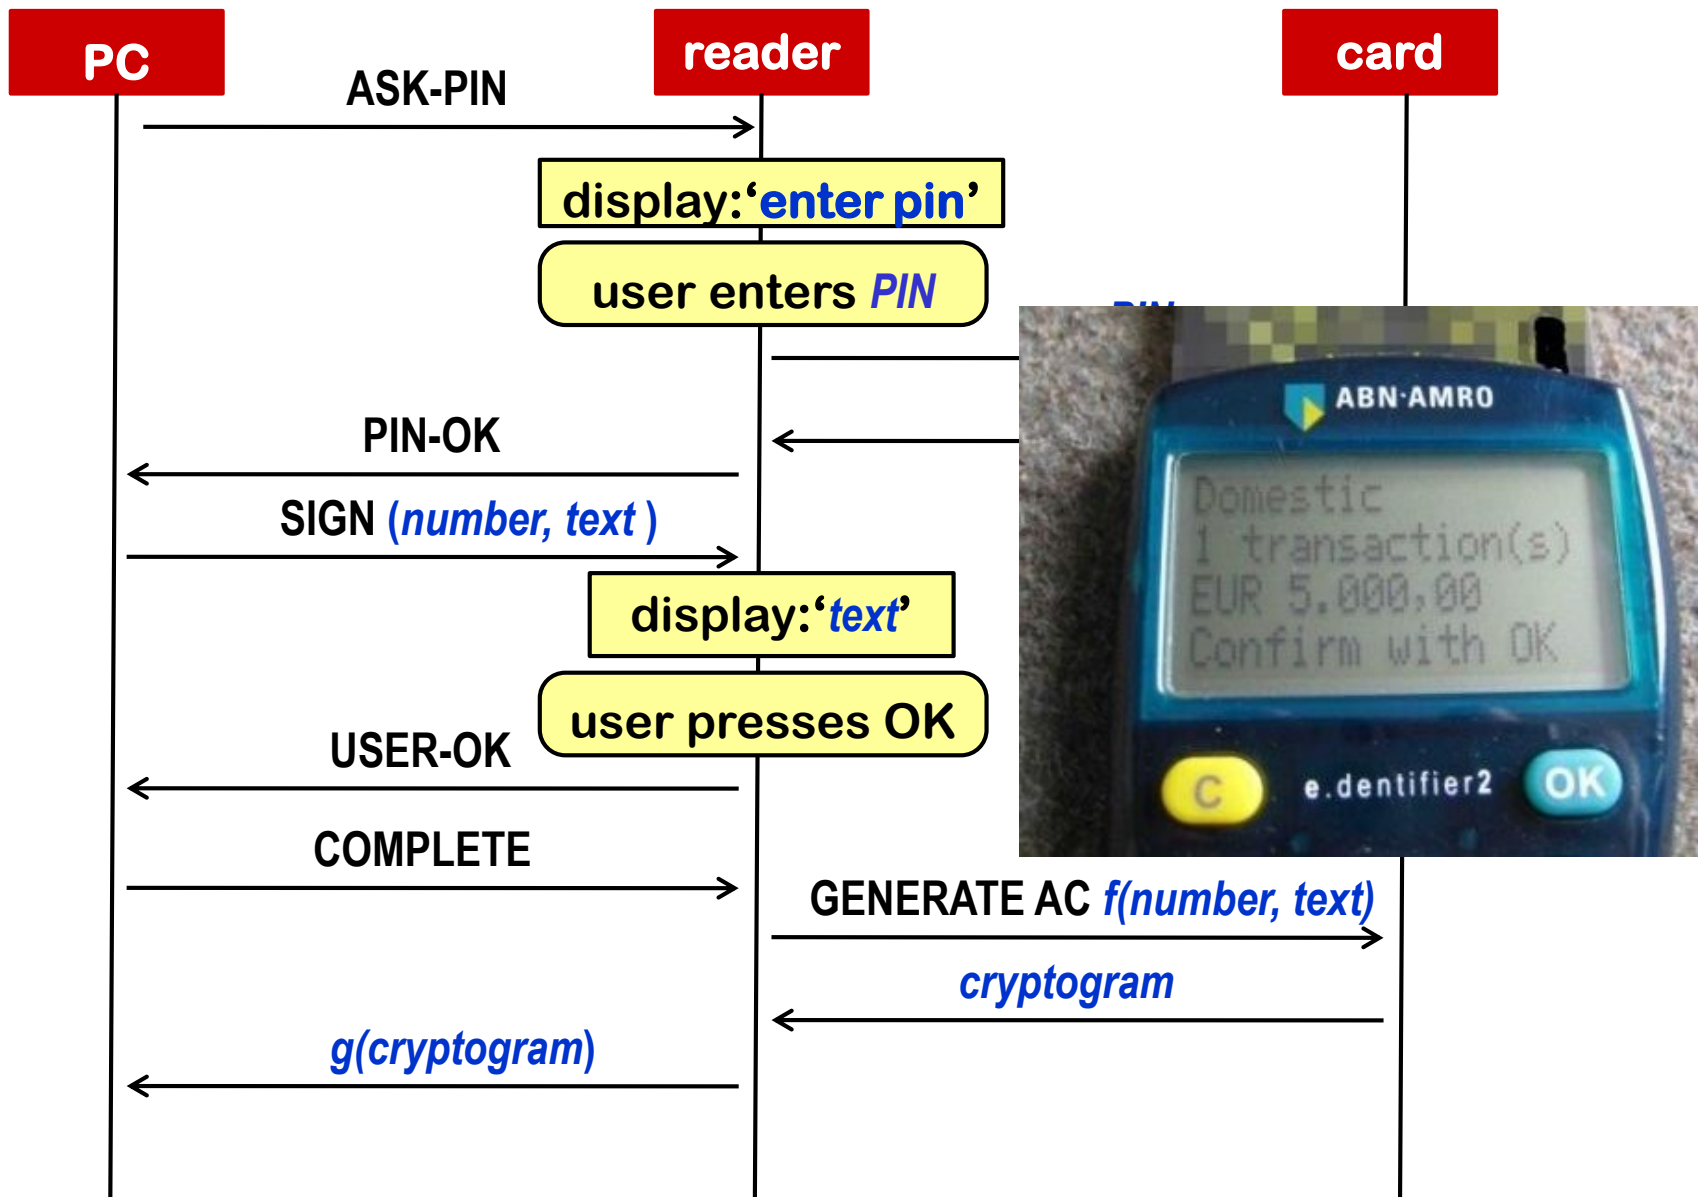 PC
reader
card
ASK-PIN
display:‘enter pin’
user enters PIN
PIN
ABN·AMRO
PIN-OK
Domestic
1 transaction(s)
EUR 5.000,00
Confirm with OK
SIGN (number, text )
display:‘text’
user presses OK
USER-OK
C
e.dentifier2
OK
COMPLETE
GENERATE AC f(number, text)
cryptogram
g(cryptogram)